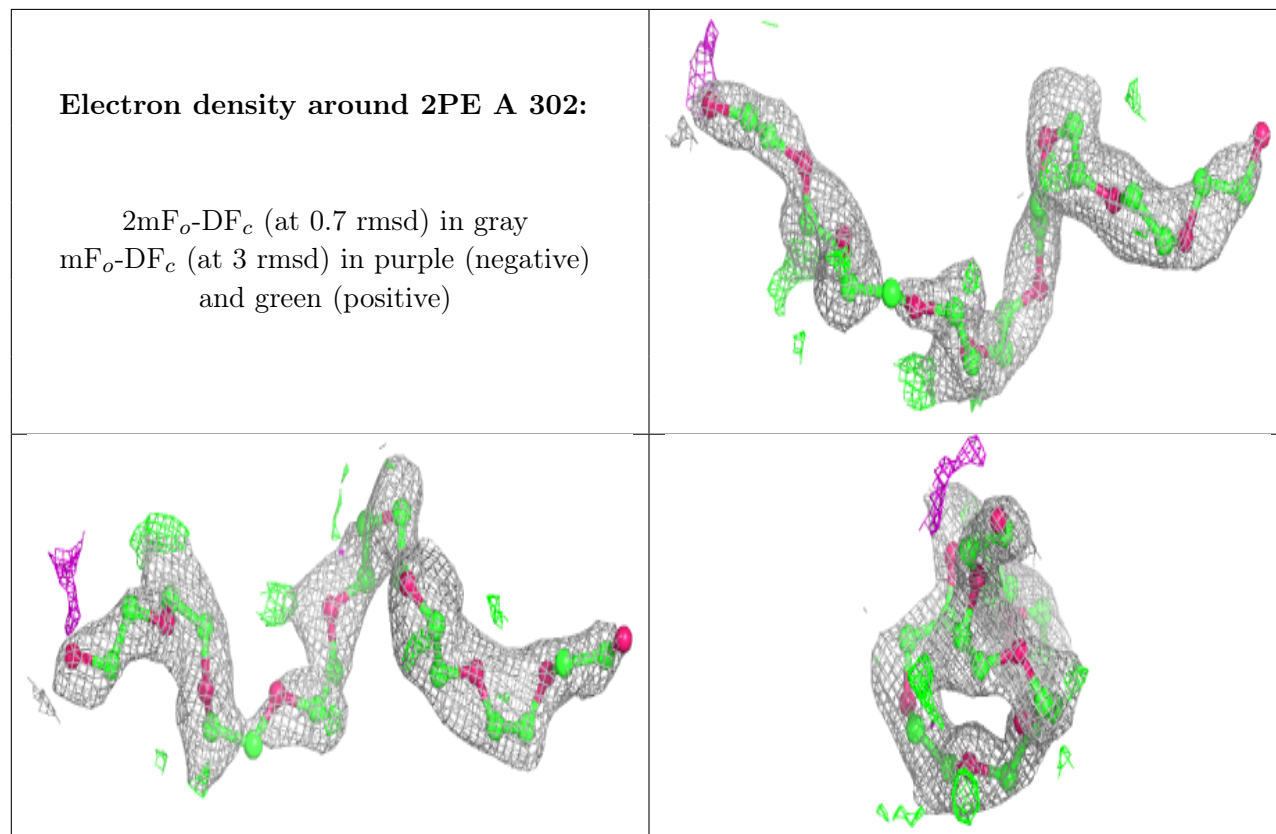 Electron density around 2PE A 302:
2mFₒ-DF𝒸 (at 0.7 rmsd) in gray
mFₒ-DF𝒸 (at 3 rmsd) in purple (negative)
and green (positive)